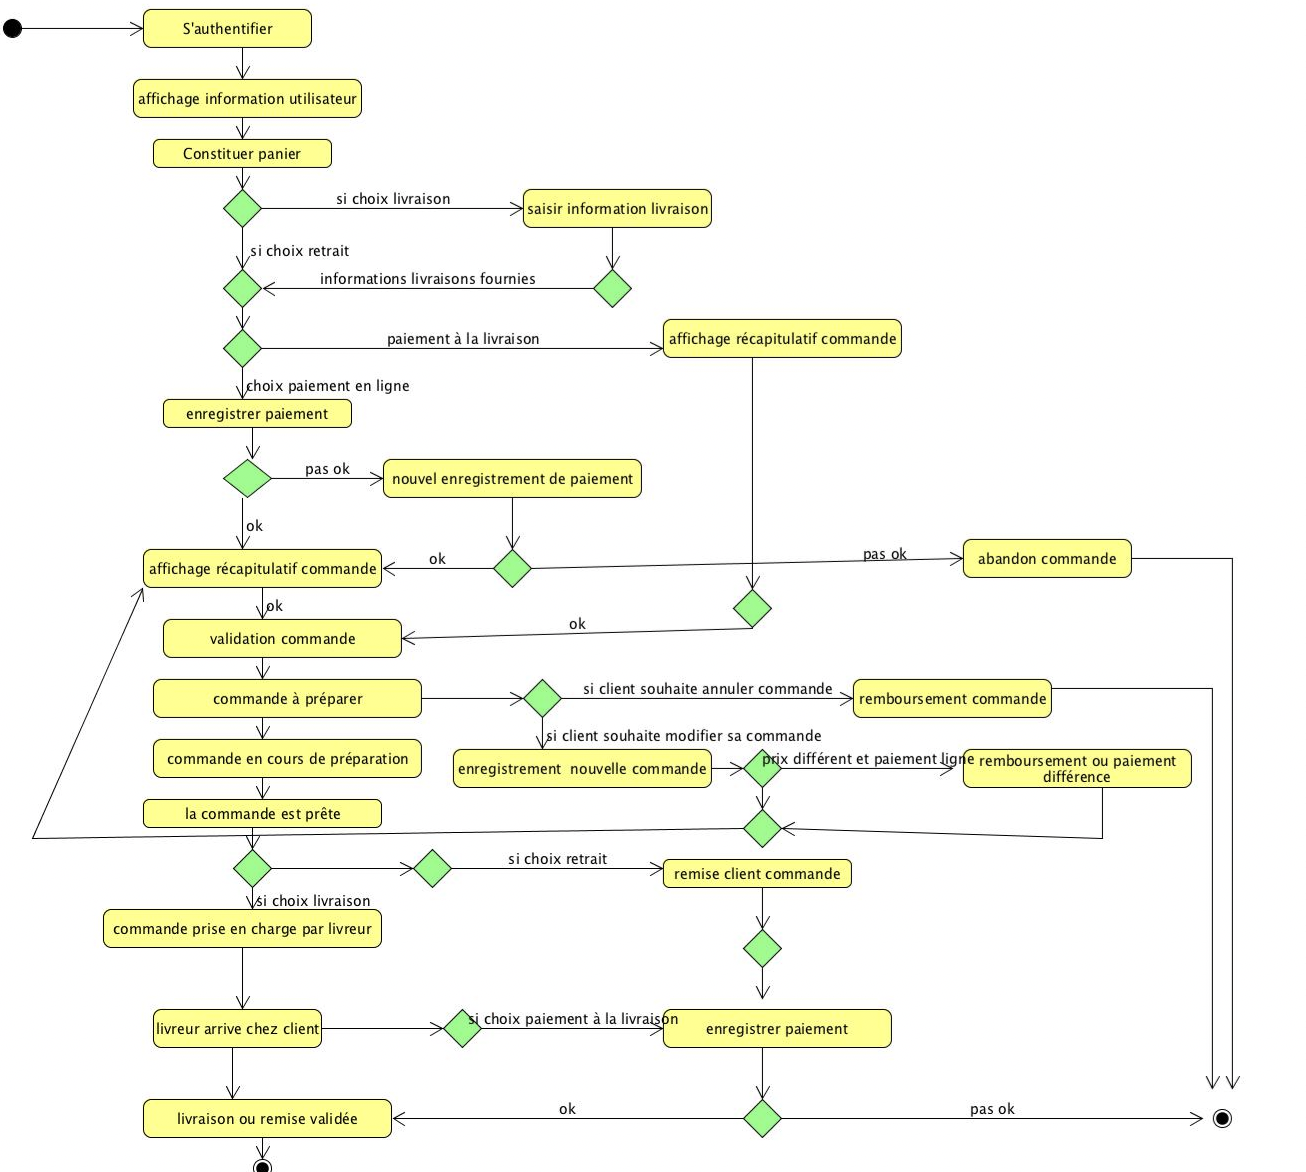 S'authentifier
affichage information utilisateur
Constituer panier
si choix livraison
saisir information livraison
si choix retrait
informations livraisons fournies
paiement à la livraison
affichage récapitulatif commande
choix paiement en ligne
enregistrer paiement
pas ok
nouvel enregistrement de paiement
ok
affichage récapitulatif commande
ok
pas ok
abandon commande
ok
validation commande
ok
commande à préparer
si client souhaite annuler commande
remboursement commande
si client souhaite modifier sa commande
commande en cours de préparation
enregistrement nouvelle commande
prix différent et paiement ligne
remboursement ou paiement
différence
la commande est prête
si choix retrait
remise client commande
si choix livraison
commande prise en charge par livreur
livreur arrive chez client
si choix paiement à la livraison
enregistrer paiement
livraison ou remise validée
ok
pas ok